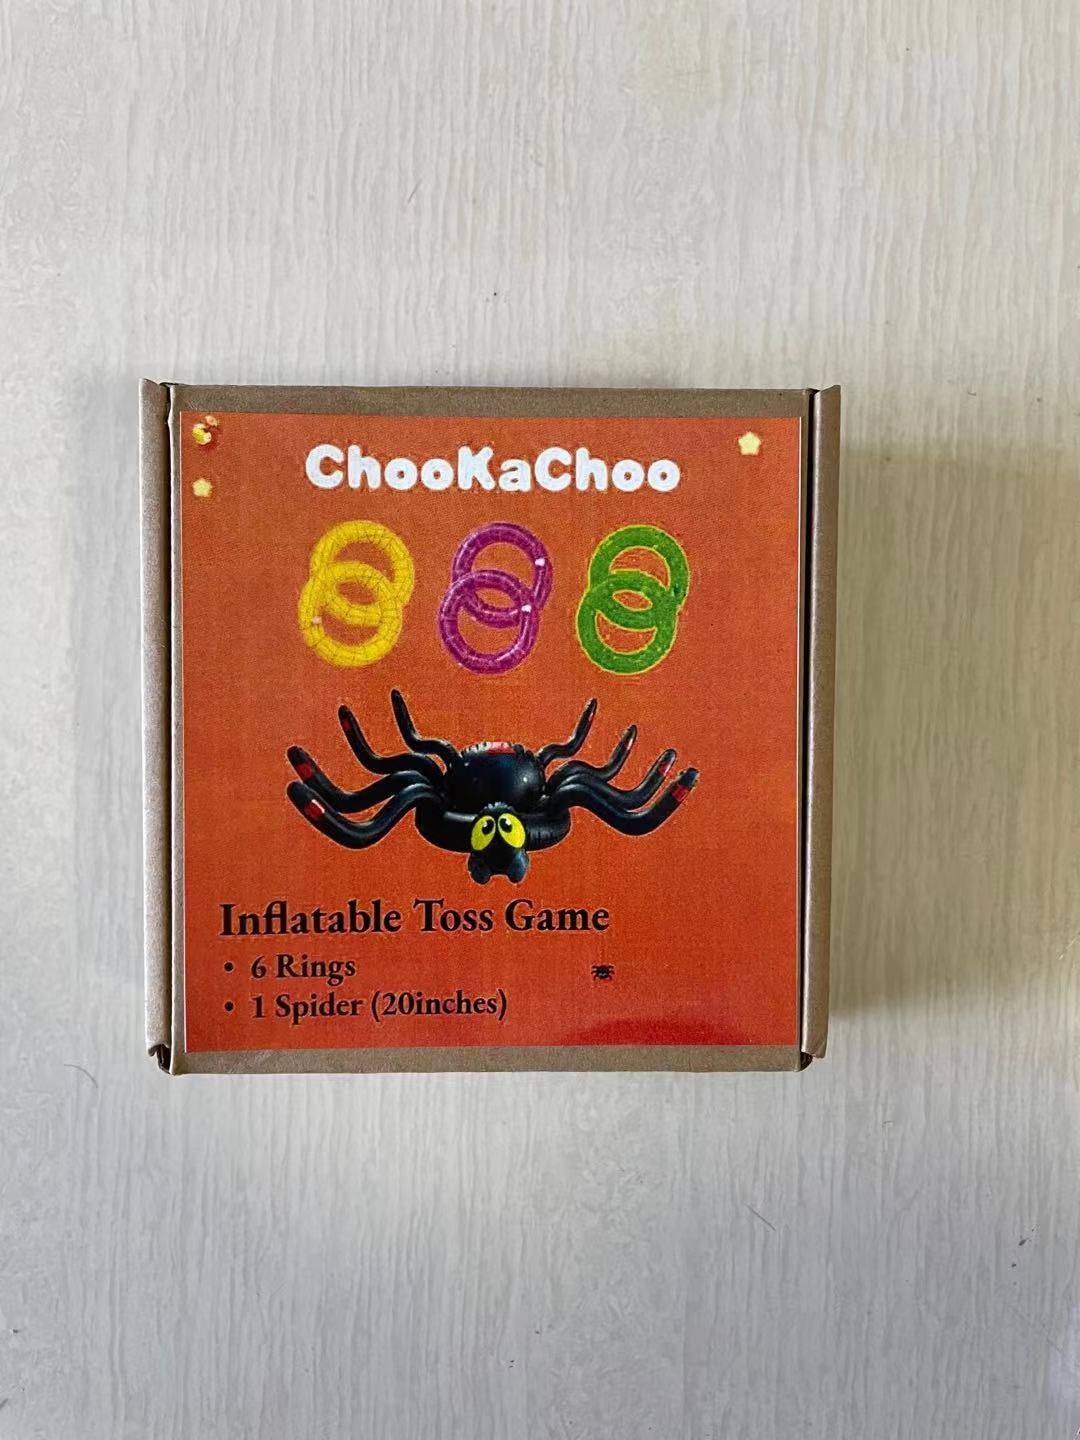 ChooKaChoo
Inflatable Toss Game
• 6 Rings
• 1 Spider (20inches)